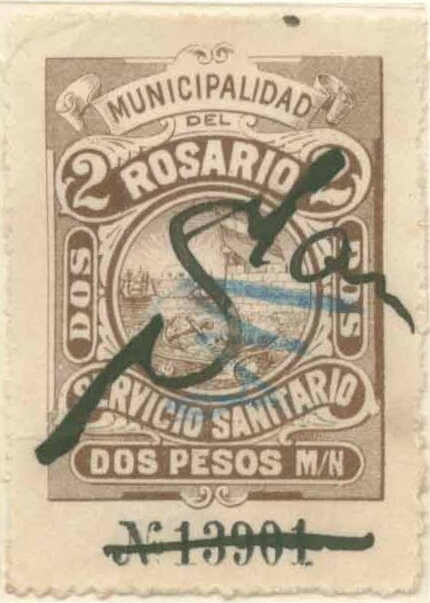 MUNICIPALIDAD
DEL
2 ROSARIO 2
DOS DOS
SERVICIO SANITARIO
DOS PESOS M/N
Nº 13901